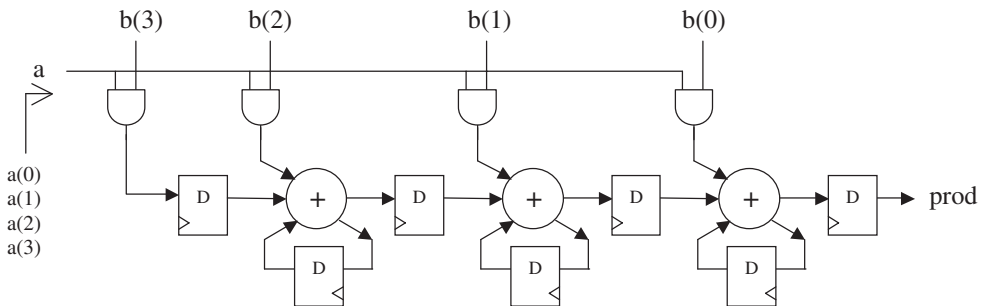 b(3) b(2) b(1) b(0)
a
a(0)
a(1)
a(2)
a(3)
D + D + D + D prod
D D D